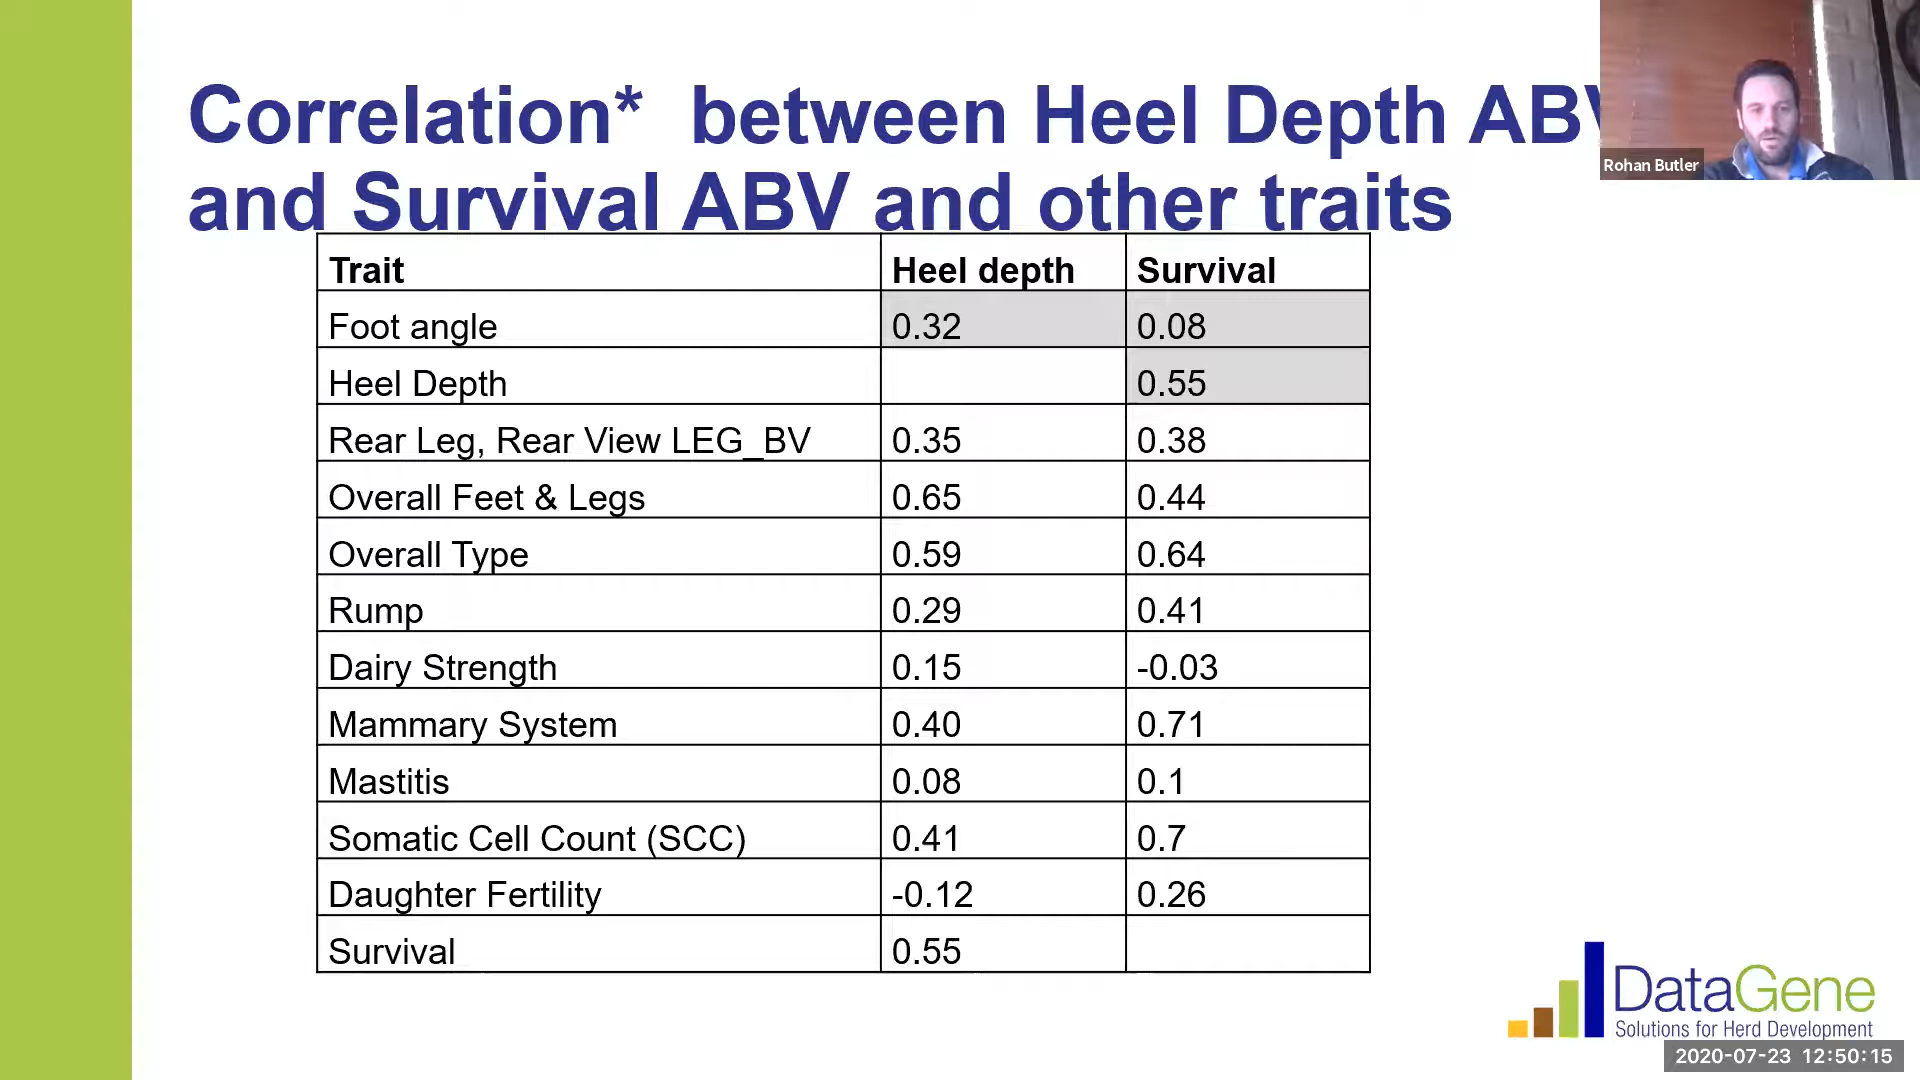 Correlation* between Heel Depth ABV
and Survival ABV and other traits
Rohan Butler
Trait Heel depth Survival
Foot angle 0.32 0.08
Heel Depth 0.55
Rear Leg, Rear View LEG_BV 0.35 0.38
Overall Feet & Legs 0.65 0.44
Overall Type 0.59 0.64
Rump 0.29 0.41
Dairy Strength 0.15 -0.03
Mammary System 0.40 0.71
Mastitis 0.08 0.1
Somatic Cell Count (SCC) 0.41 0.7
Daughter Fertility -0.12 0.26
Survival 0.55
DataGene
Solutions for Herd Development
2020-07-23 12:50:15